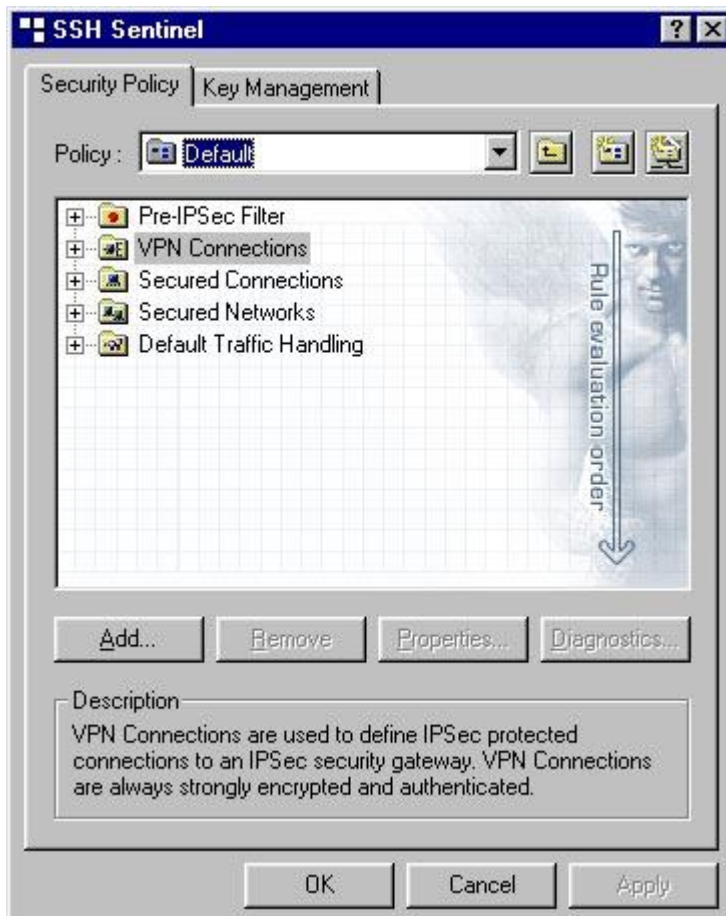 SSH Sentinel
Security Policy
Key Management
Policy :
Default
Pre-IPSec Filter
VPN Connections
Secured Connections
Secured Networks
Default Traffic Handling
Rule evaluation order
Add...
Remove
Properties...
Diagnostics...
Description
VPN Connections are used to define IPSec protected
connections to an IPSec security gateway. VPN Connections
are always strongly encrypted and authenticated.
OK
Cancel
Apply